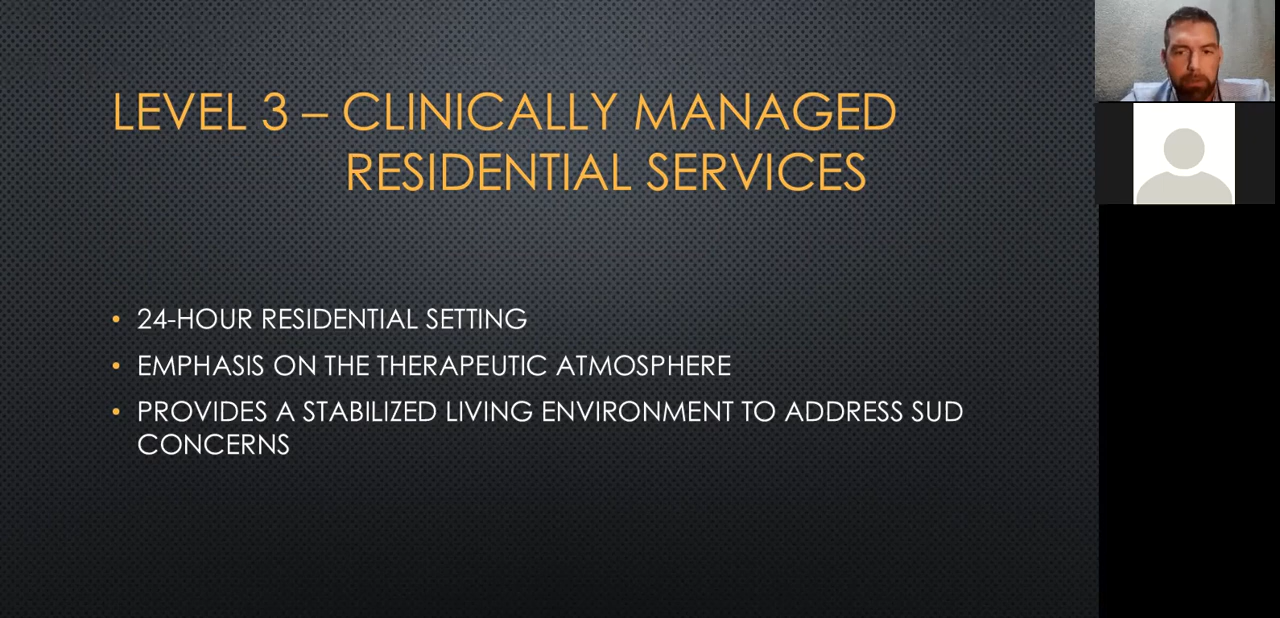 LEVEL 3 – CLINICALLY MANAGED
RESIDENTIAL SERVICES
• 24-HOUR RESIDENTIAL SETTING
• EMPHASIS ON THE THERAPEUTIC ATMOSPHERE
• PROVIDES A STABILIZED LIVING ENVIRONMENT TO ADDRESS SUD
CONCERNS